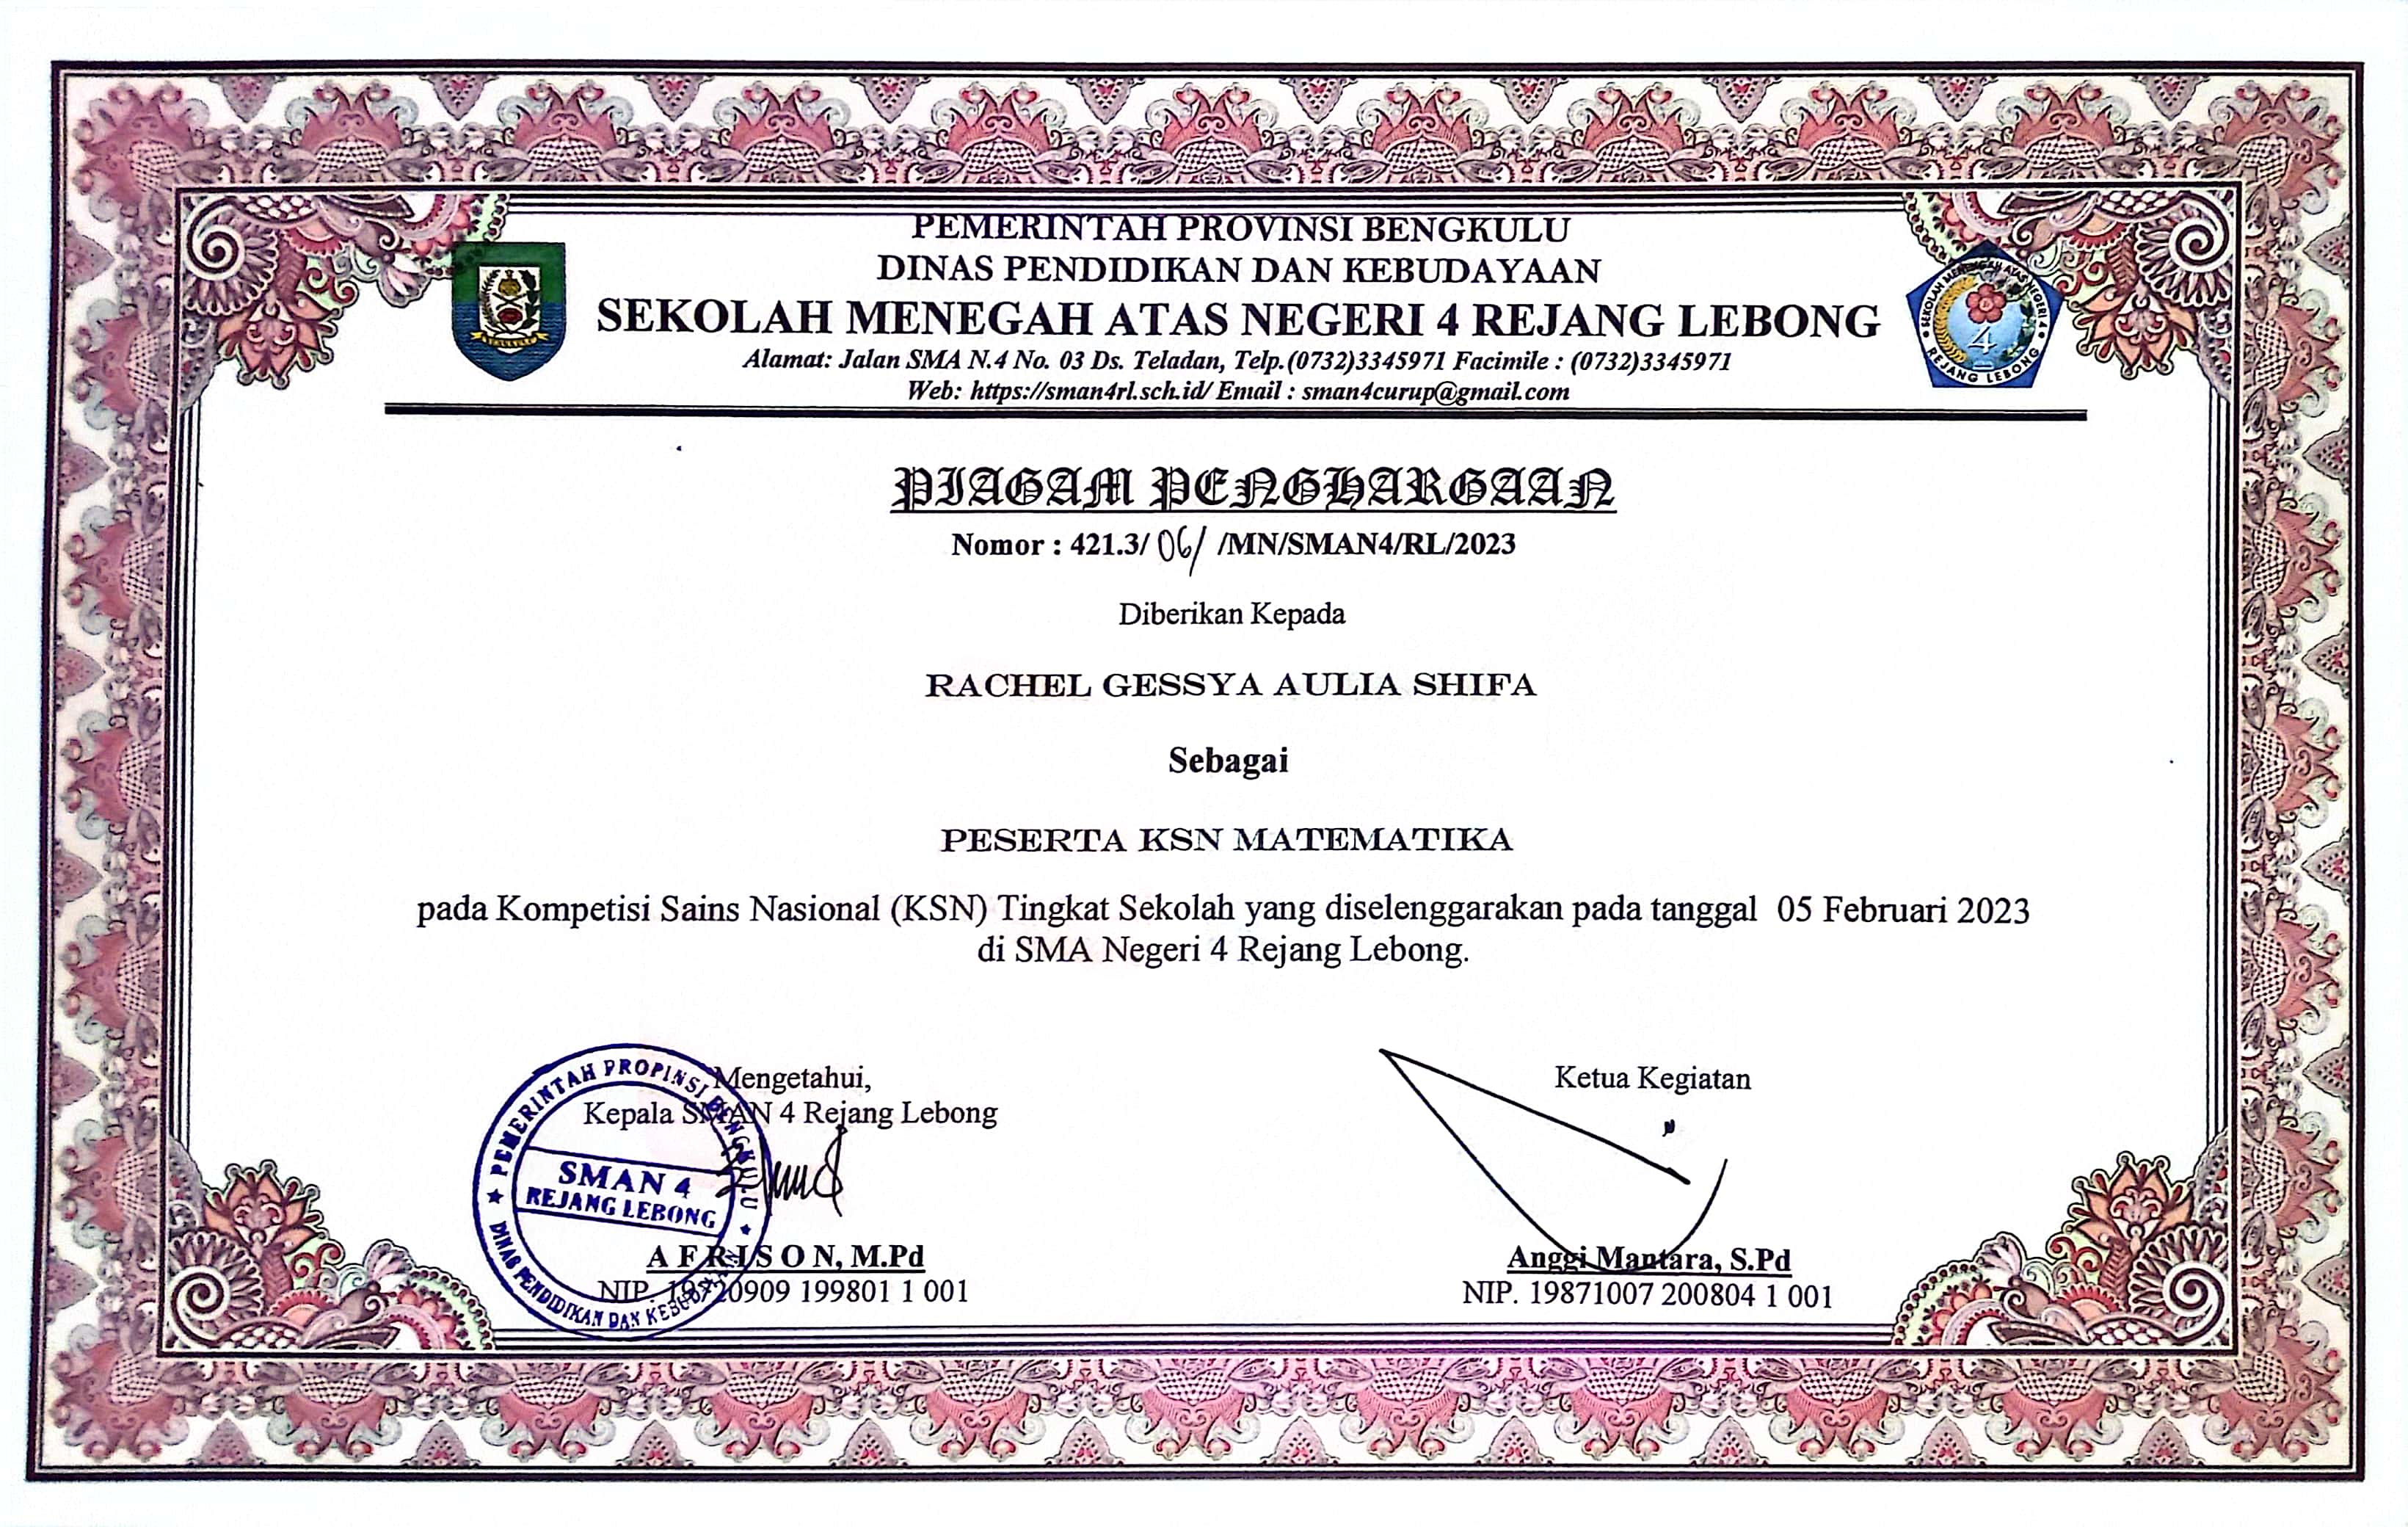 PEMERINTAH PROVINSI BENGKULU
DINAS PENDIDIKAN DAN KEBUDAYAAN
SEKOLAH MENEGAH ATAS NEGERI 4 REJANG LEBONG
Alamat: Jalan SMA N.4 No. 03 Ds. Teladan, Telp.(0732)3345971 Facimile : (0732)3345971
Web: https://sman4rl.sch.id/ Email : sman4curup@gmail.com
SEKOLAH MENENGAH ATAS NEGERI 4
4
REJANG LEBONG
PIAGAM PENGHARGAAN
Nomor : 421.3/ 06/ /MN/SMAN4/RL/2023
Diberikan Kepada
RACHEL GESSYA AULIA SHIFA
Sebagai
PESERTA KSN MATEMATIKA
pada Kompetisi Sains Nasional (KSN) Tingkat Sekolah yang diselenggarakan pada tanggal 05 Februari 2023
di SMA Negeri 4 Rejang Lebong.
Mengetahui,
Kepala SMAN 4 Rejang Lebong
PEMERINTAH PROPINSI BENGKULU
SMAN 4
REJANG LEBONG
DINAS PENDIDIKAN DAN KEBUDAYAAN
A F R I S O N, M.Pd
NIP. 19720909 199801 1 001
Ketua Kegiatan
Anggi Mantara, S.Pd
NIP. 19871007 200804 1 001